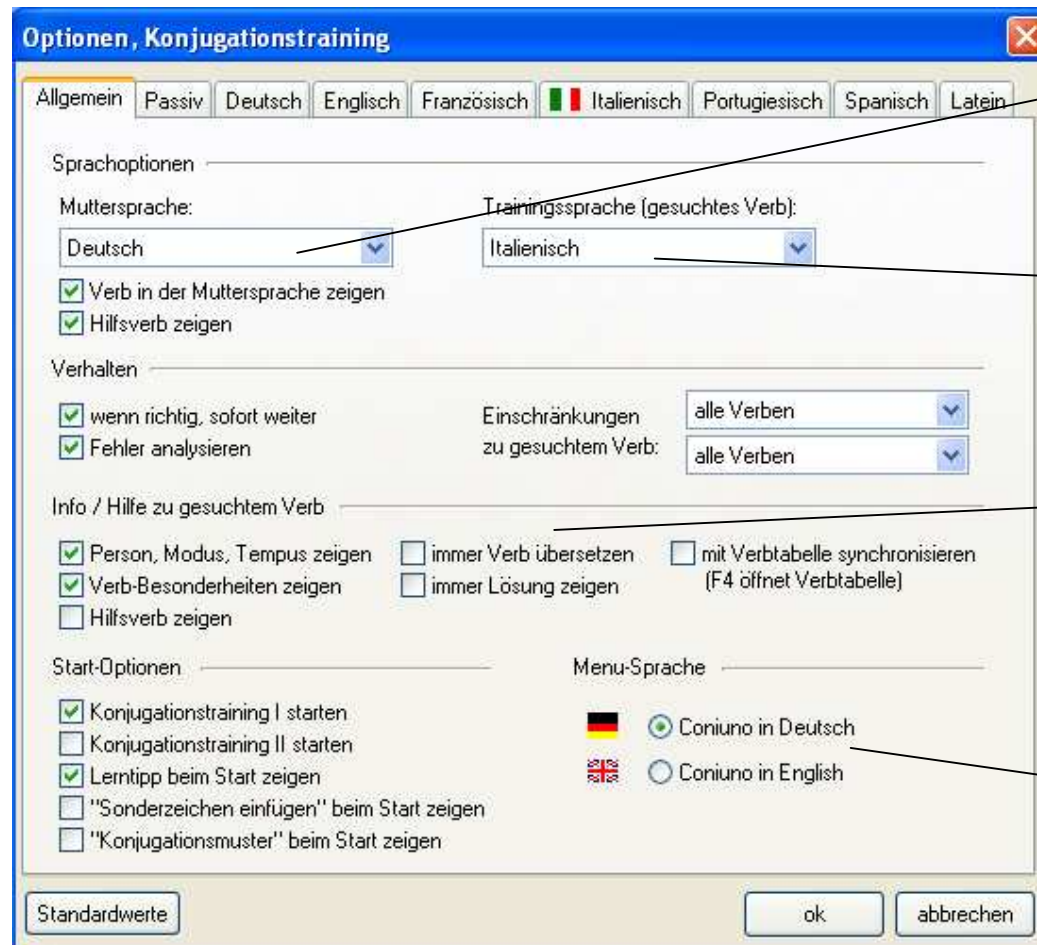 Optionen, Konjugationstraining
Allgemein Passiv Deutsch Englisch Französisch Italienisch Portugiesisch Spanisch Latein
Sprachoptionen
Muttersprache: Trainingssprache (gesuchtes Verb):
Deutsch Italienisch
Verb in der Muttersprache zeigen
Hilfsverb zeigen
Verhalten
wenn richtig, sofort weiter Einschränkungen alle Verben
Fehler analysieren zu gesuchtem Verb: alle Verben
Info / Hilfe zu gesuchtem Verb
Person, Modus, Tempus zeigen immer Verb übersetzen mit Verbtabelle synchronisieren
Verb-Besonderheiten zeigen immer Lösung zeigen (F4 öffnet Verbtabelle)
Hilfsverb zeigen
Start-Optionen Menu-Sprache
Konjugationstraining I starten
Konjugationstraining II starten Coniuno in Deutsch
Lerntipp beim Start zeigen Coniuno in English
"Sonderzeichen einfügen" beim Start zeigen
"Konjugationsmuster" beim Start zeigen
Standardwerte ok abbrechen